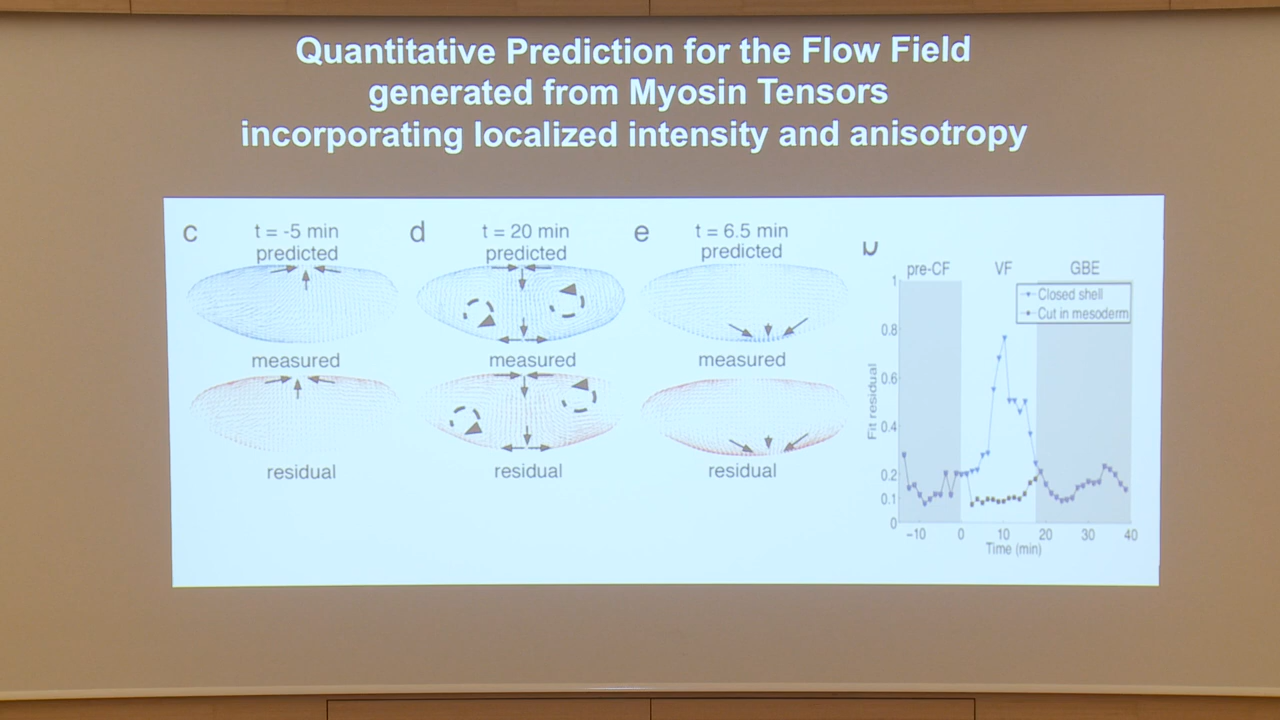 Quantitative Prediction for the Flow Field
generated from Myosin Tensors
incorporating localized intensity and anisotropy
c
t = -5 min
predicted
measured
residual
d
t = 20 min
predicted
measured
residual
e
t = 6.5 min
predicted
measured
residual
pre-CF
VF
GBE
Closed shell
Cut in mesoderm
Fit residual
1
0.8
0.6
0.4
0.2
0.1
0
−10
0
10
20
30
40
Time (min)